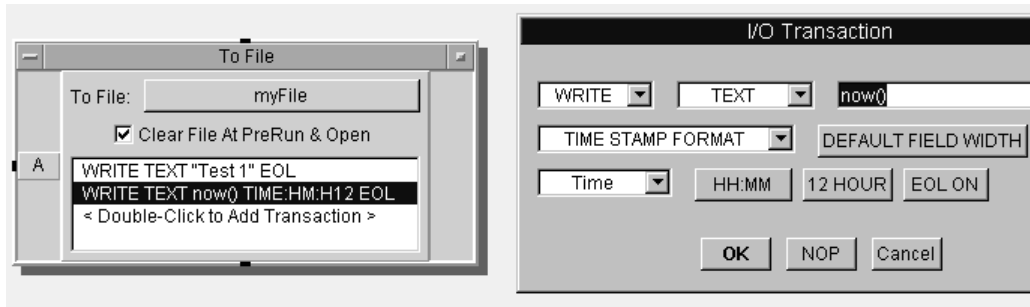 To File
To File: myFile
Clear File At PreRun & Open
A
WRITE TEXT "Test 1" EOL
WRITE TEXT now() TIME:HM:H12 EOL
< Double-Click to Add Transaction >
I/O Transaction
WRITE TEXT now()
TIME STAMP FORMAT DEFAULT FIELD WIDTH
Time HH:MM 12 HOUR EOL ON
OK NOP Cancel